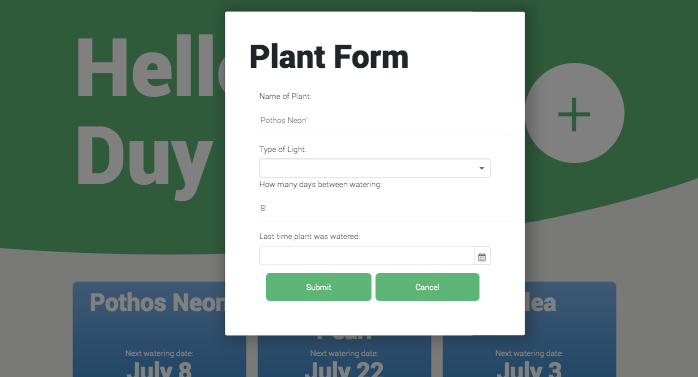 Hello
Duy
Plant Form
Name of Plant:
'Pothos Neon'
Type of Light:
How many days between watering:
'8'
Last time plant was watered:
Submit
Cancel
Pothos Neon
Next watering date:
July 8
Next watering date:
July 22
Next watering date:
July 3